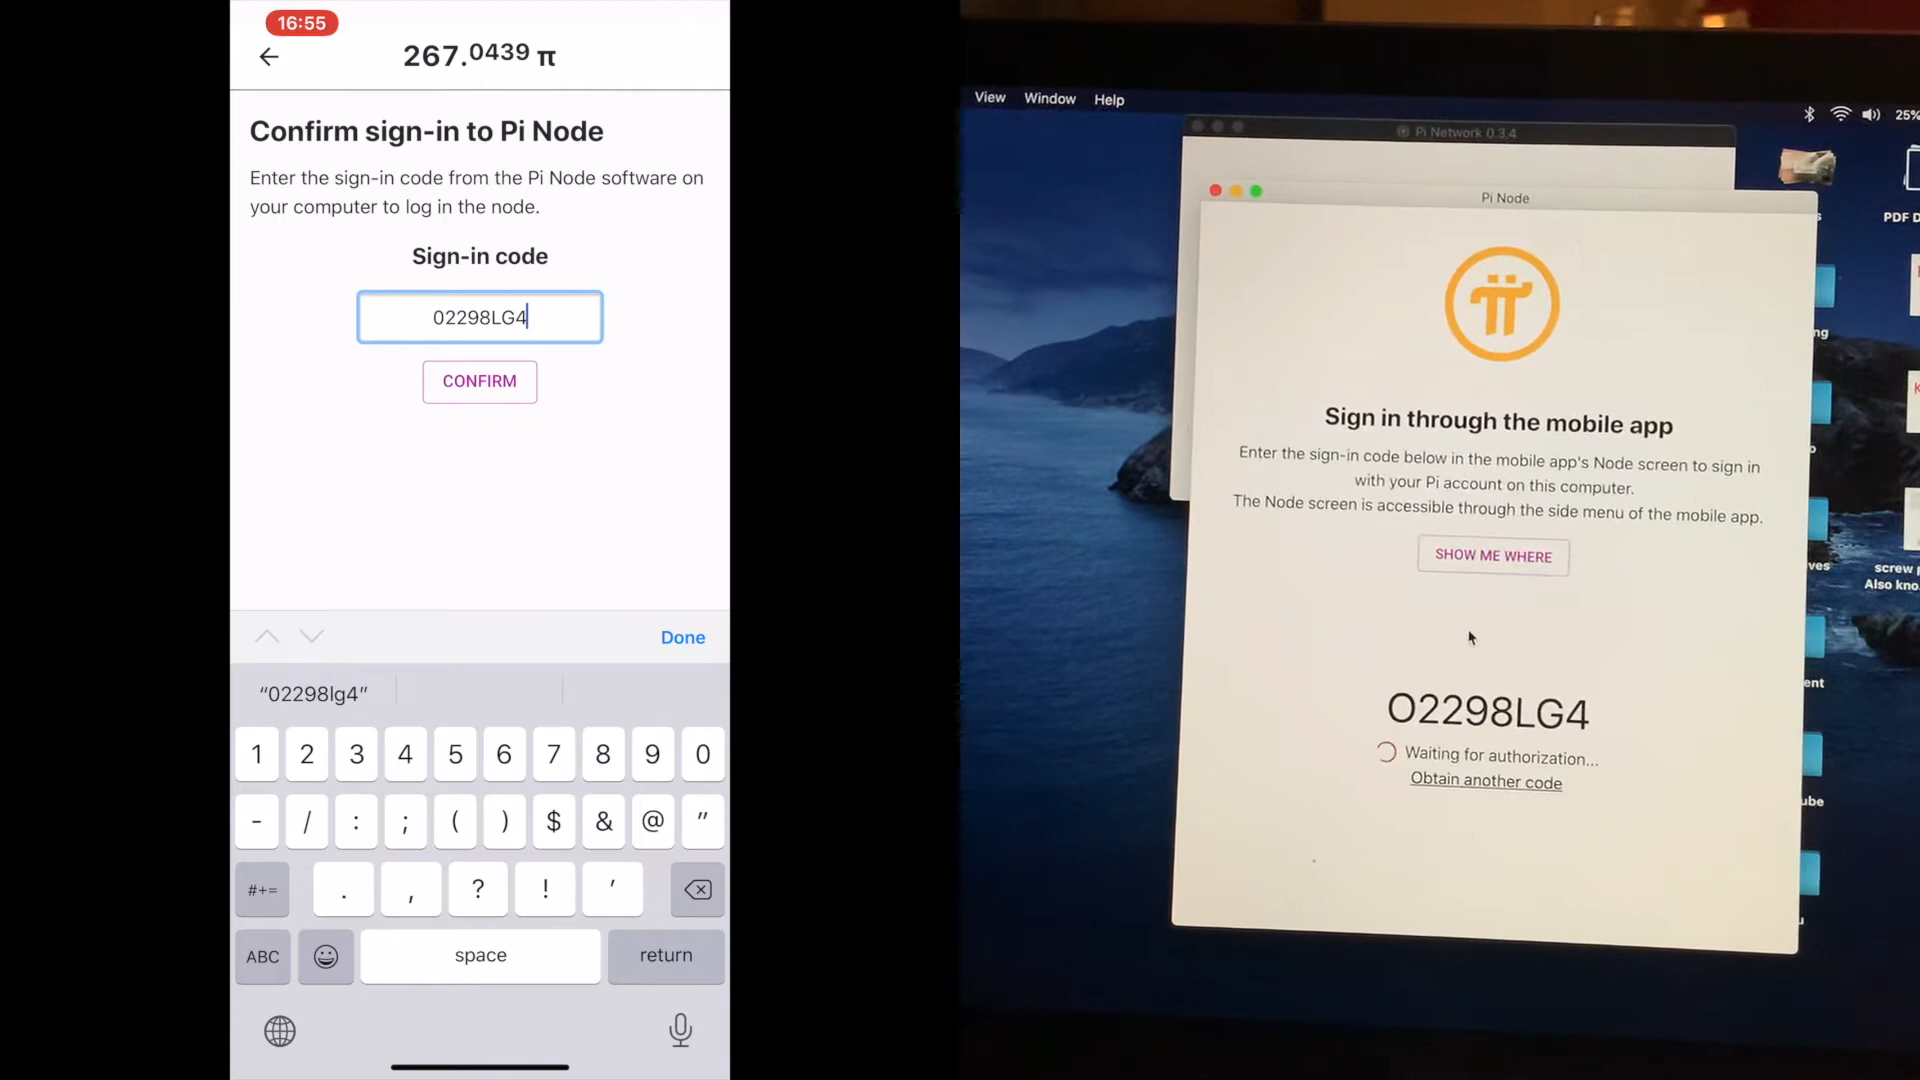 16:55
267.0439 π
Confirm sign-in to Pi Node
Enter the sign-in code from the Pi Node software on
your computer to log in the node.
Sign-in code
02298LG4
CONFIRM
Done
“02298lg4”
1 2 3 4 5 6 7 8 9 0
- / : ; ( ) $ & @ "
#+= . , ? ! '
ABC space return
View Window Help
25%
Pi Network 0.3.4
Pi Node
Sign in through the mobile app
Enter the sign-in code below in the mobile app's Node screen to sign in
with your Pi account on this computer.
The Node screen is accessible through the side menu of the mobile app.
SHOW ME WHERE
O2298LG4
Waiting for authorization...
Obtain another code
PDF D
screw
Also kno